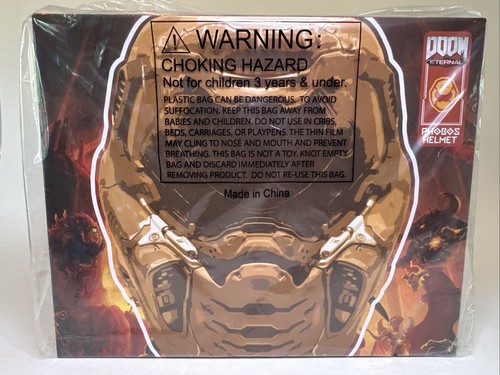 WARNING:
CHOKING HAZARD
Not for children 3 years & under.
PLASTIC BAG CAN BE DANGEROUS. TO AVOID
SUFFOCATION, KEEP THIS BAG AWAY FROM
BABIES AND CHILDREN. DO NOT USE IN CRIBS,
BEDS, CARRIAGES, OR PLAYPENS. THE THIN FILM
MAY CLING TO NOSE AND MOUTH AND PREVENT
BREATHING. THIS BAG IS NOT A TOY. KNOT EMPTY
BAG AND DISCARD IMMEDIATELY AFTER
REMOVING PRODUCT. DO NOT RE-USE THIS BAG.
Made in China
DOOM
ETERNAL
PHOBOS
HELMET